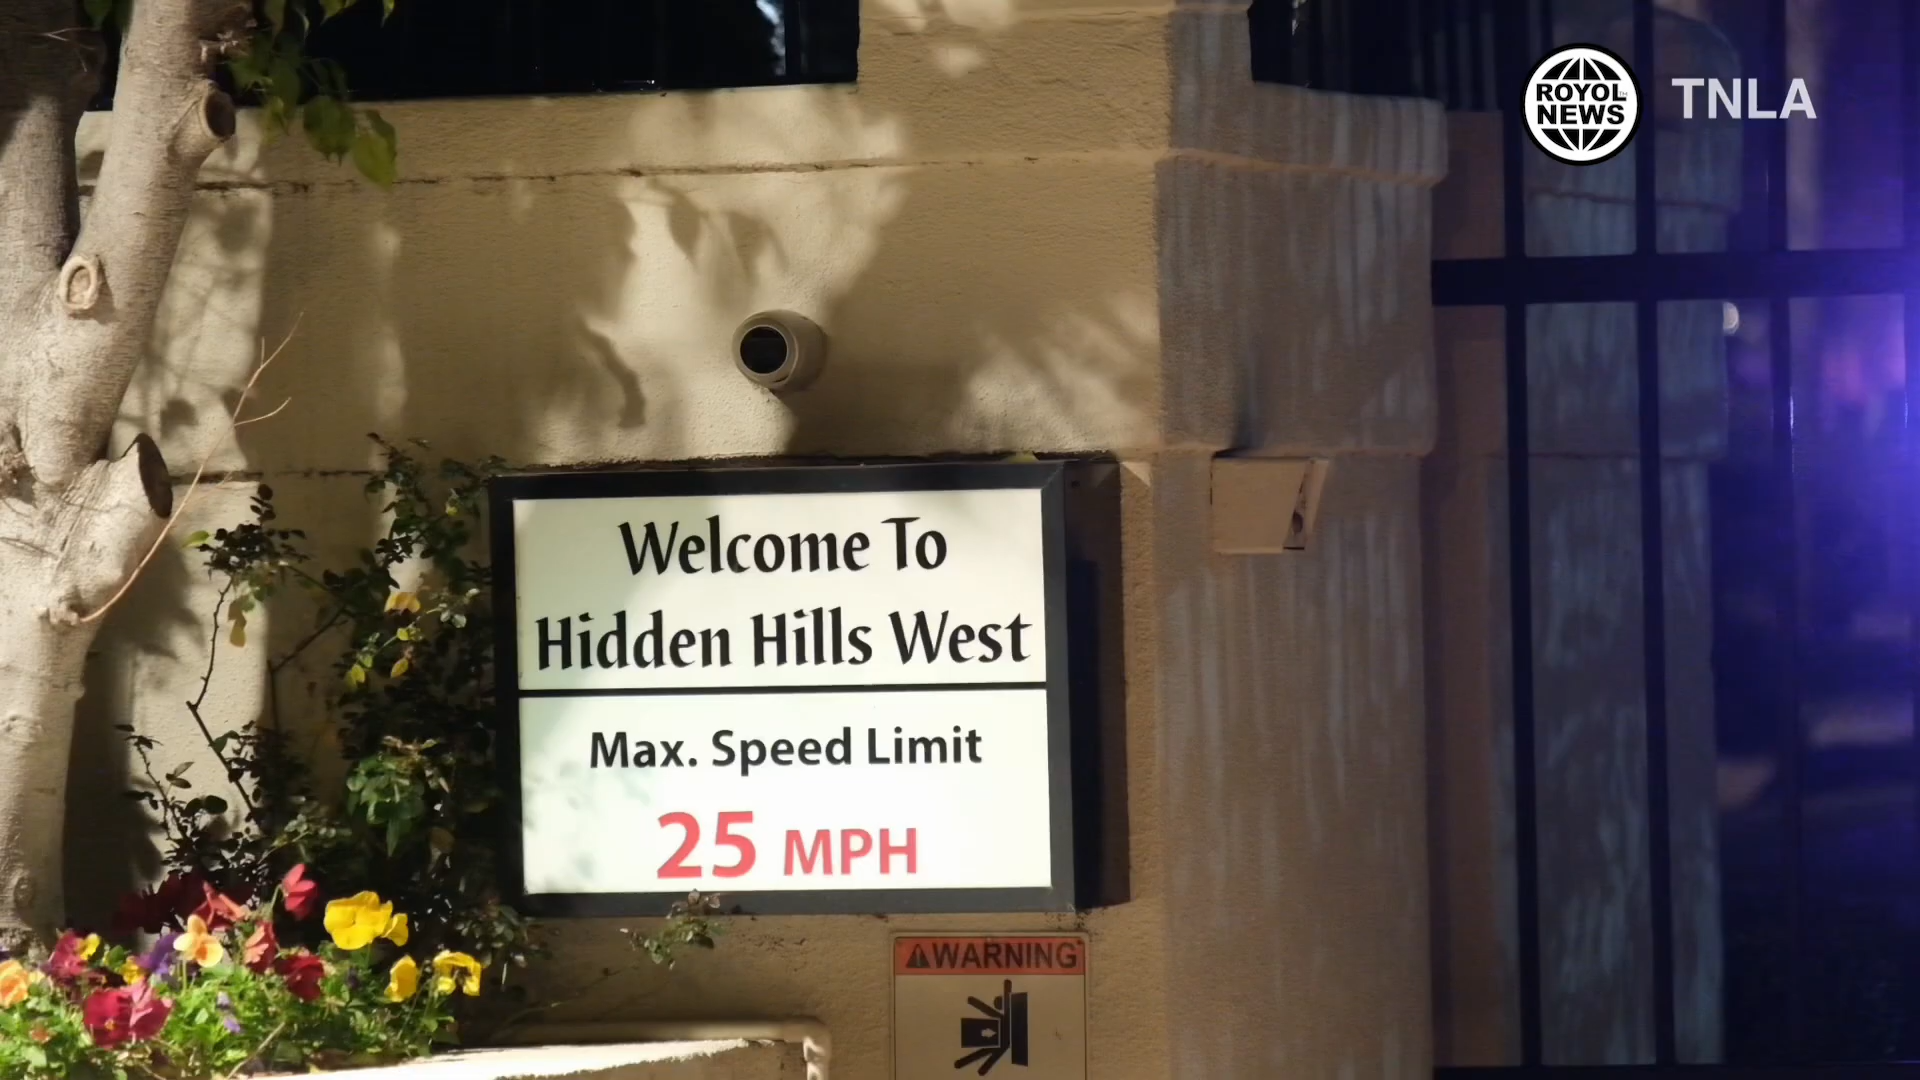 ROYOL
NEWS
TNLA
Welcome To
Hidden Hills West
Max. Speed Limit
25 MPH
WARNING